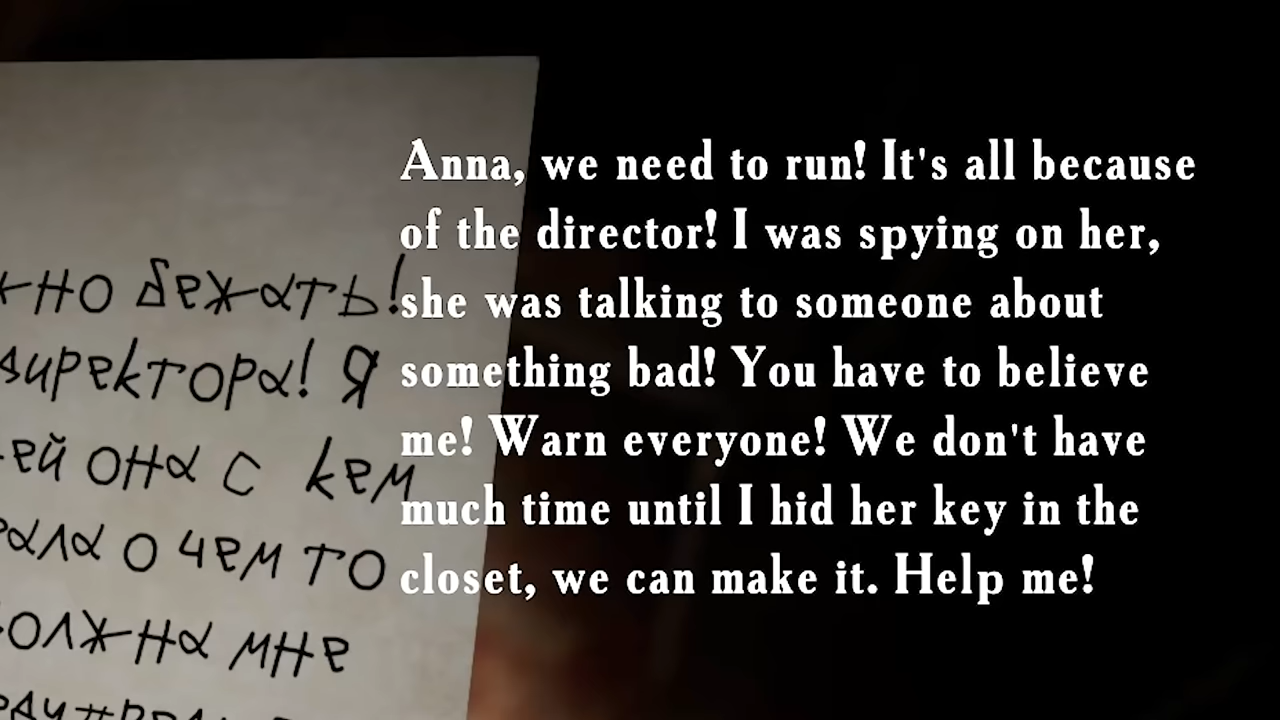 Anna, we need to run! It's all because
of the director! I was spying on her,
she was talking to someone about
something bad! You have to believe
me! Warn everyone! We don't have
much time until I hid her key in the
closet, we can make it. Help me!
бежать!
директора! Я
ей она с кем
о чем то
мне